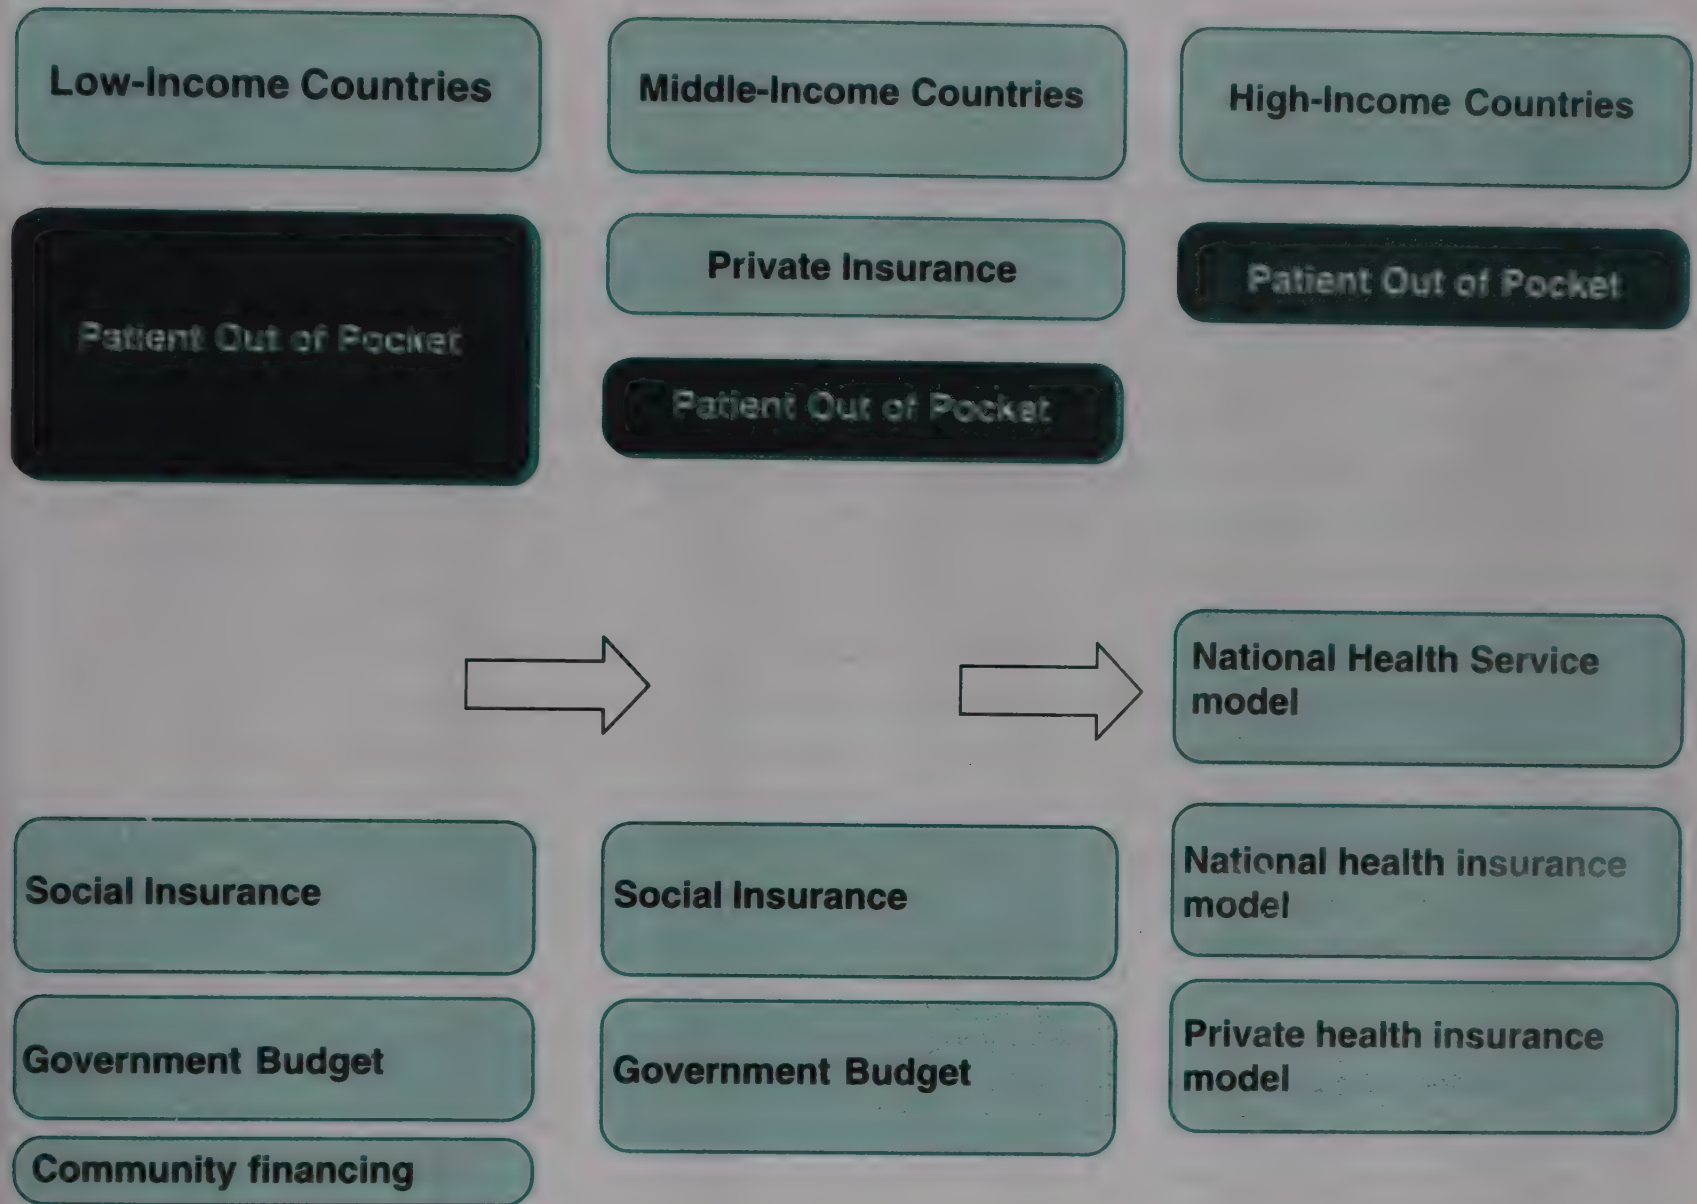 Low-Income Countries
Middle-Income Countries
High-Income Countries
Patient Out of Pocket
Private Insurance
Patient Out of Pocket
Patient Out of Pocket
National Health Service
model
Social Insurance
Social Insurance
National health insurance
model
Government Budget
Government Budget
Private health insurance
model
Community financing